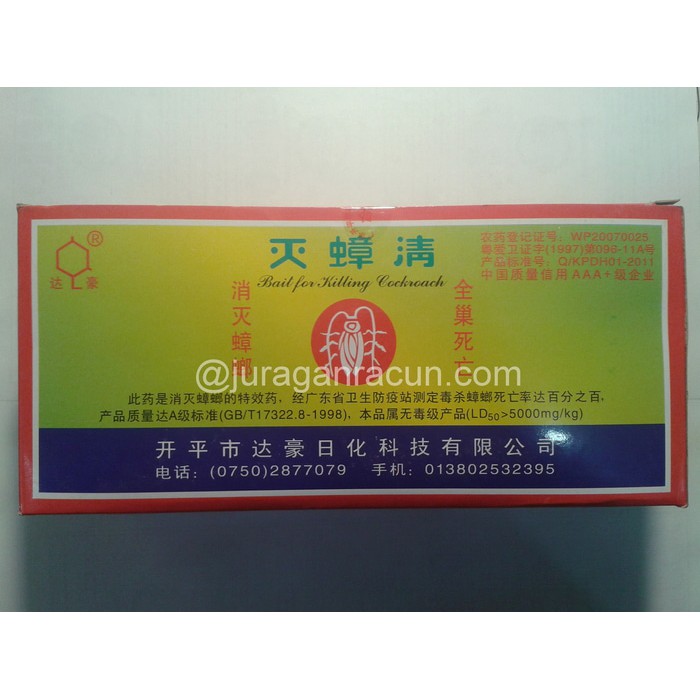 达豪®
灭蟑清
Bait for Killing Cockroach
农药登记证号：WP20070025
粤爱卫证字(1997)第096-11A号
产品标准号：Q/KPDH01-2011
中国质量信用AAA+级企业
消灭蟑螂
全巢死亡
@juraganracun.com
此药是消灭蟑螂的特效药，经广东省卫生防疫站测定毒杀蟑螂死亡率达百分之百，
产品质量达A级标准(GB/T17322.8-1998)、本品属无毒级产品(LD50>5000mg/kg)
开平市达豪日化科技有限公司
电话：(0750)2877079　手机：013802532395